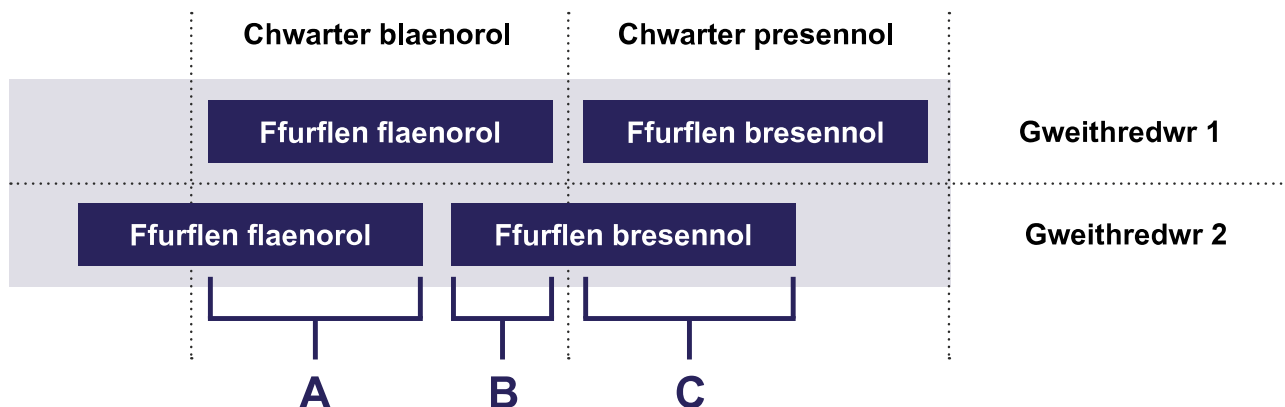 Chwarter blaenorol
Chwarter presennol
Ffurflen flaenorol
Ffurflen bresennol
Gweithredwr 1
Ffurflen flaenorol
Ffurflen bresennol
Gweithredwr 2
A
B
C